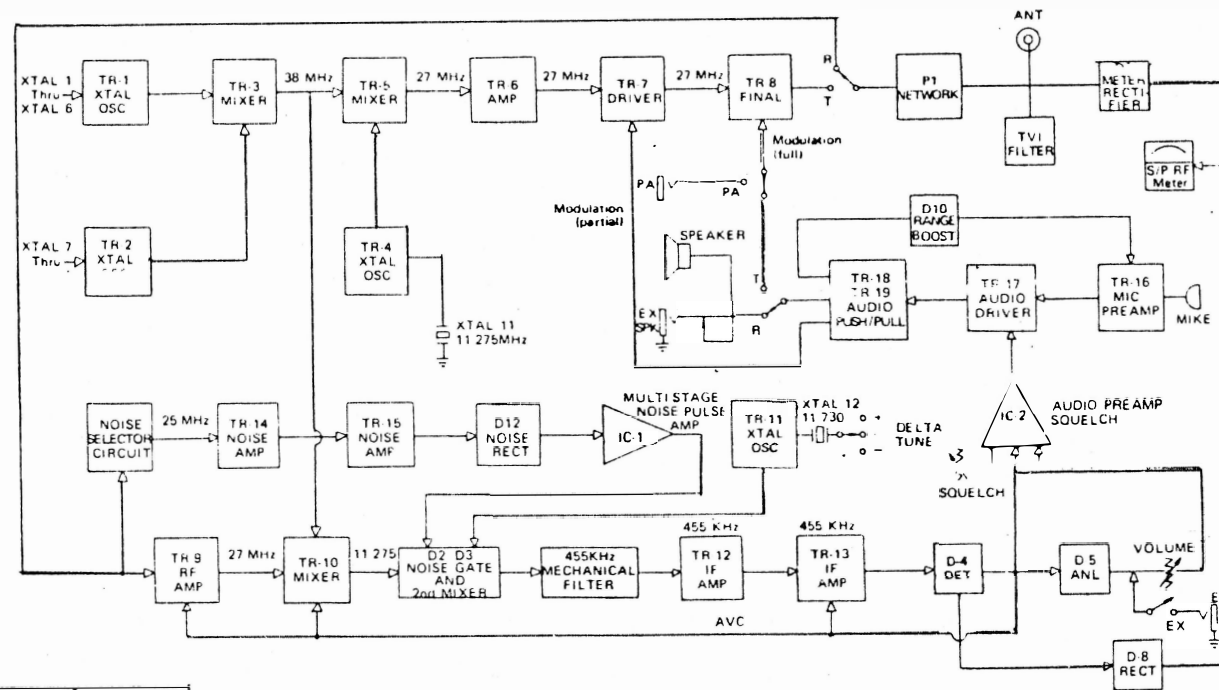 ANT
XTAL 1
Thru
XTAL 6
TR-1
XTAL
OSC
TR-3
MIXER
38 MHz
TR-5
MIXER
27 MHz
TR 6
AMP
27 MHz
TR-7
DRIVER
27 MHz
TR 8
FINAL
R
T
P1
NETWORK
METER
RECTI-
FIER
TVI
FILTER
S/P RF
Meter
Modulation
(full)
PA
PA
Modulation
(partial)
D10
RANGE
BOOST
XTAL 7
Thru
TR-2
XTAL
TR-4
XTAL
OSC
SPEAKER
T
TR-18
TR 19
AUDIO
PUSH/PULL
TR-17
AUDIO
DRIVER
TR-16
MIC
PREAMP
MIKE
EX
SPK
R
XTAL 11
11 275MHz
NOISE
SELECTOR
CIRCUIT
25 MHz
TR-14
NOISE
AMP
TR-15
NOISE
AMP
D12
NOISE
RECT
MULTI STAGE
NOISE PULSE
AMP
IC-1
TR-11
XTAL
OSC
XTAL 12
11 730
+
−
DELTA
TUNE
IC-2
AUDIO PREAMP
SQUELCH
SQUELCH
TR 9
RF
AMP
27 MHz
TR-10
MIXER
11 275
D2 D3
NOISE GATE
AND
2nd MIXER
455KHz
MECHANICAL
FILTER
455 KHz
TR 12
IF
AMP
455 KHz
TR-13
IF
AMP
D-4
DET
D 5
ANL
VOLUME
EX
E
AVC
D-8
RECT